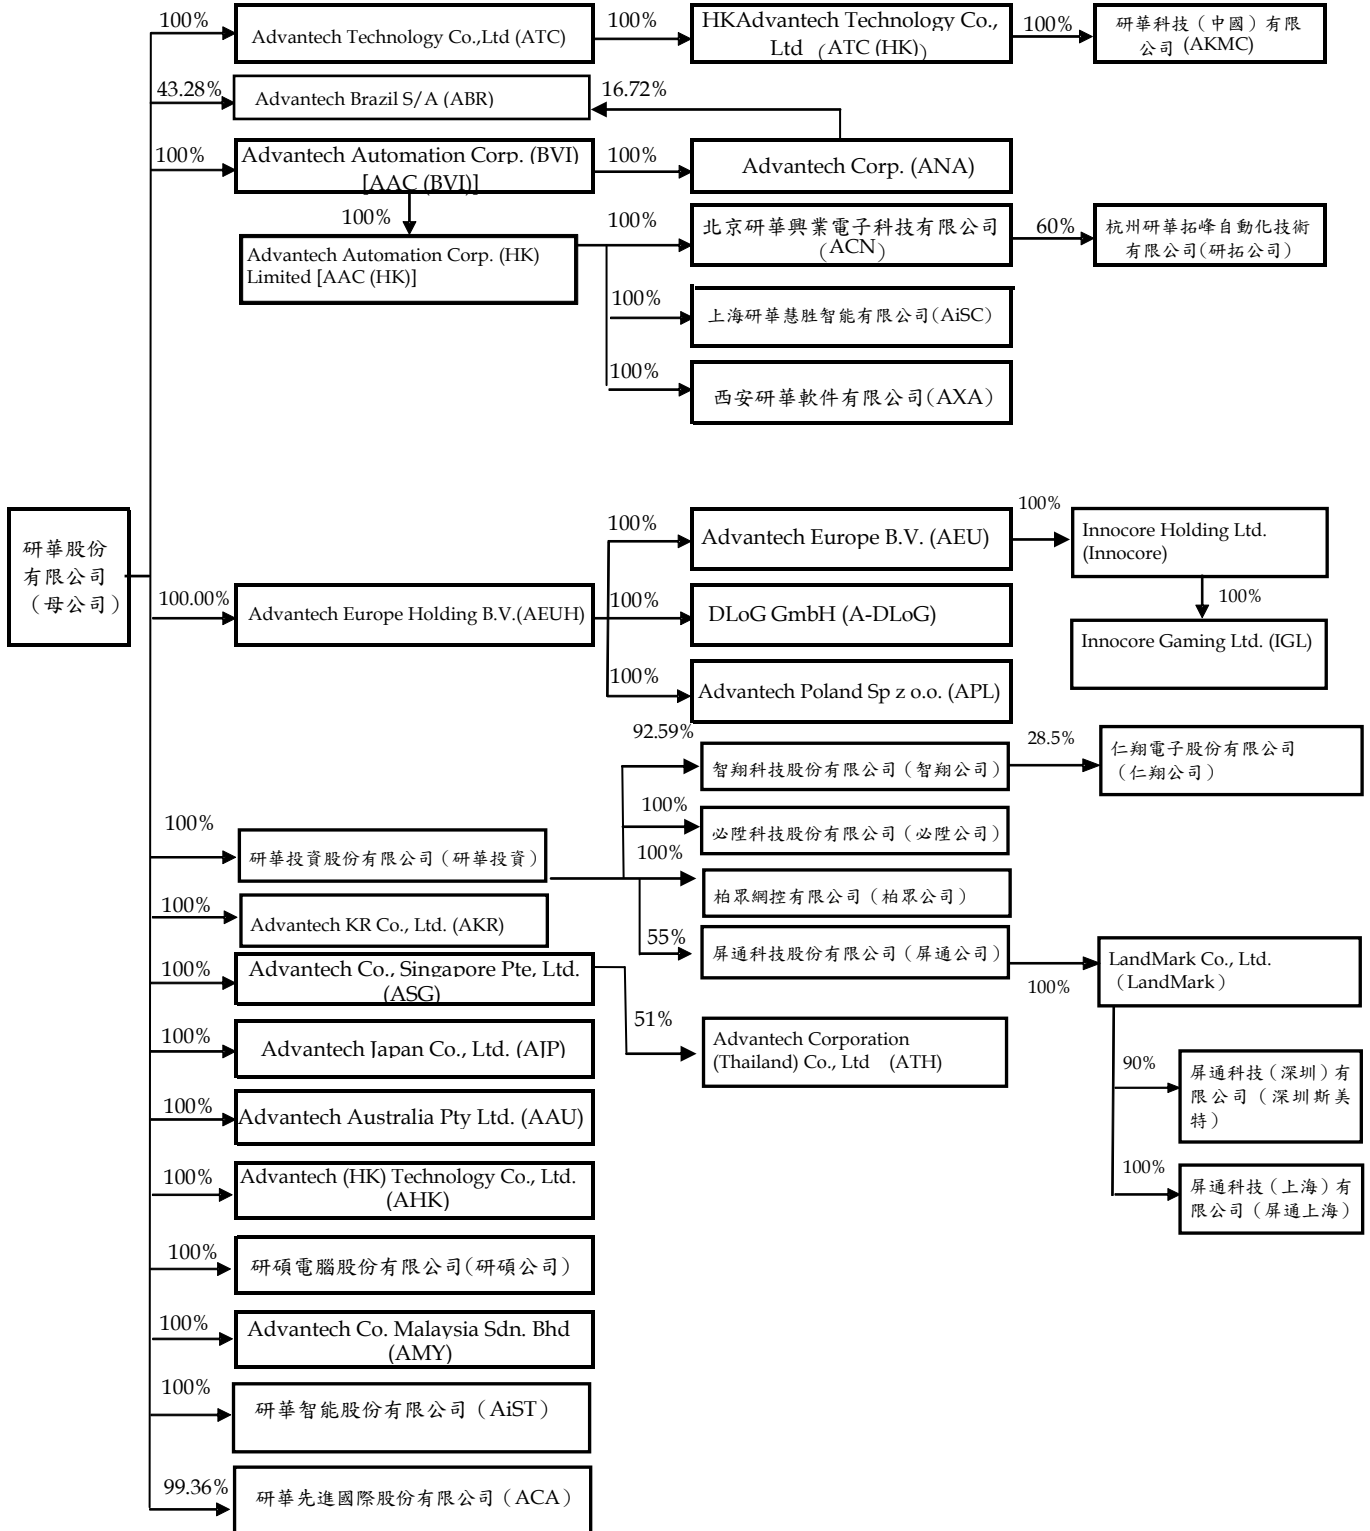 100%
Advantech Technology Co.,Ltd (ATC)
100%
HKAdvantech Technology Co.,
Ltd （ATC (HK)）
100%
研華科技（中國）有限
公司 (AKMC)
43.28%
Advantech Brazil S/A (ABR)
16.72%
100%
Advantech Automation Corp. (BVI)
[AAC (BVI)]
100%
Advantech Corp. (ANA)
100%
Advantech Automation Corp. (HK)
Limited [AAC (HK)]
100%
北京研華興業電子科技有限公司
（ACN）
60%
杭州研華拓峰自動化技術
有限公司(研拓公司)
100%
上海研華慧胜智能有限公司(AiSC）
100%
西安研華軟件有限公司(AXA）
研華股份
有限公司
（母公司）
100.00%
Advantech Europe Holding B.V.(AEUH)
100%
Advantech Europe B.V. (AEU)
100%
Innocore Holding Ltd.
(Innocore)
100%
Innocore Gaming Ltd. (IGL)
100%
DLoG GmbH (A-DLoG)
100%
Advantech Poland Sp z o.o. (APL)
100%
研華投資股份有限公司（研華投資）
92.59%
智翔科技股份有限公司（智翔公司）
28.5%
仁翔電子股份有限公司
（仁翔公司）
100%
必陞科技股份有限公司（必陞公司）
100%
柏眾網控有限公司（柏眾公司）
55%
屏通科技股份有限公司（屏通公司）
100%
LandMark Co., Ltd.
（LandMark）
90%
屏通科技（深圳）有
限公司（深圳斯美
特）
100%
屏通科技（上海）有
限公司（屏通上海）
100%
Advantech KR Co., Ltd. (AKR)
100%
Advantech Co., Singapore Pte, Ltd.
(ASG)
51%
Advantech Corporation
(Thailand) Co., Ltd （ATH)
100%
Advantech Japan Co., Ltd. (AJP)
100%
Advantech Australia Pty Ltd. (AAU)
100%
Advantech (HK) Technology Co., Ltd.
(AHK)
100%
研碩電腦股份有限公司(研碩公司）
100%
Advantech Co. Malaysia Sdn. Bhd
(AMY)
100%
研華智能股份有限公司（AiST）
99.36%
研華先進國際股份有限公司（ACA）